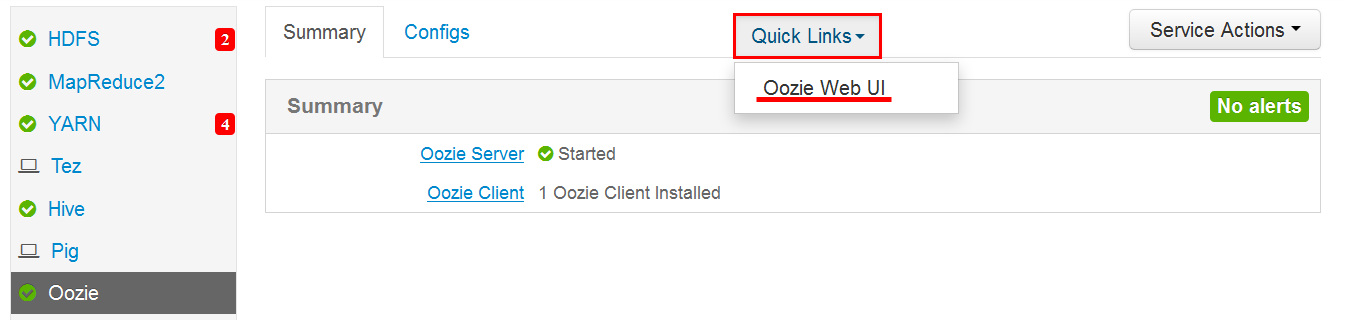 HDFS 2
MapReduce2
YARN 4
Tez
Hive
Pig
Oozie
Summary Configs Quick Links Service Actions
Oozie Web UI
Summary No alerts
Oozie Server Started
Oozie Client 1 Oozie Client Installed